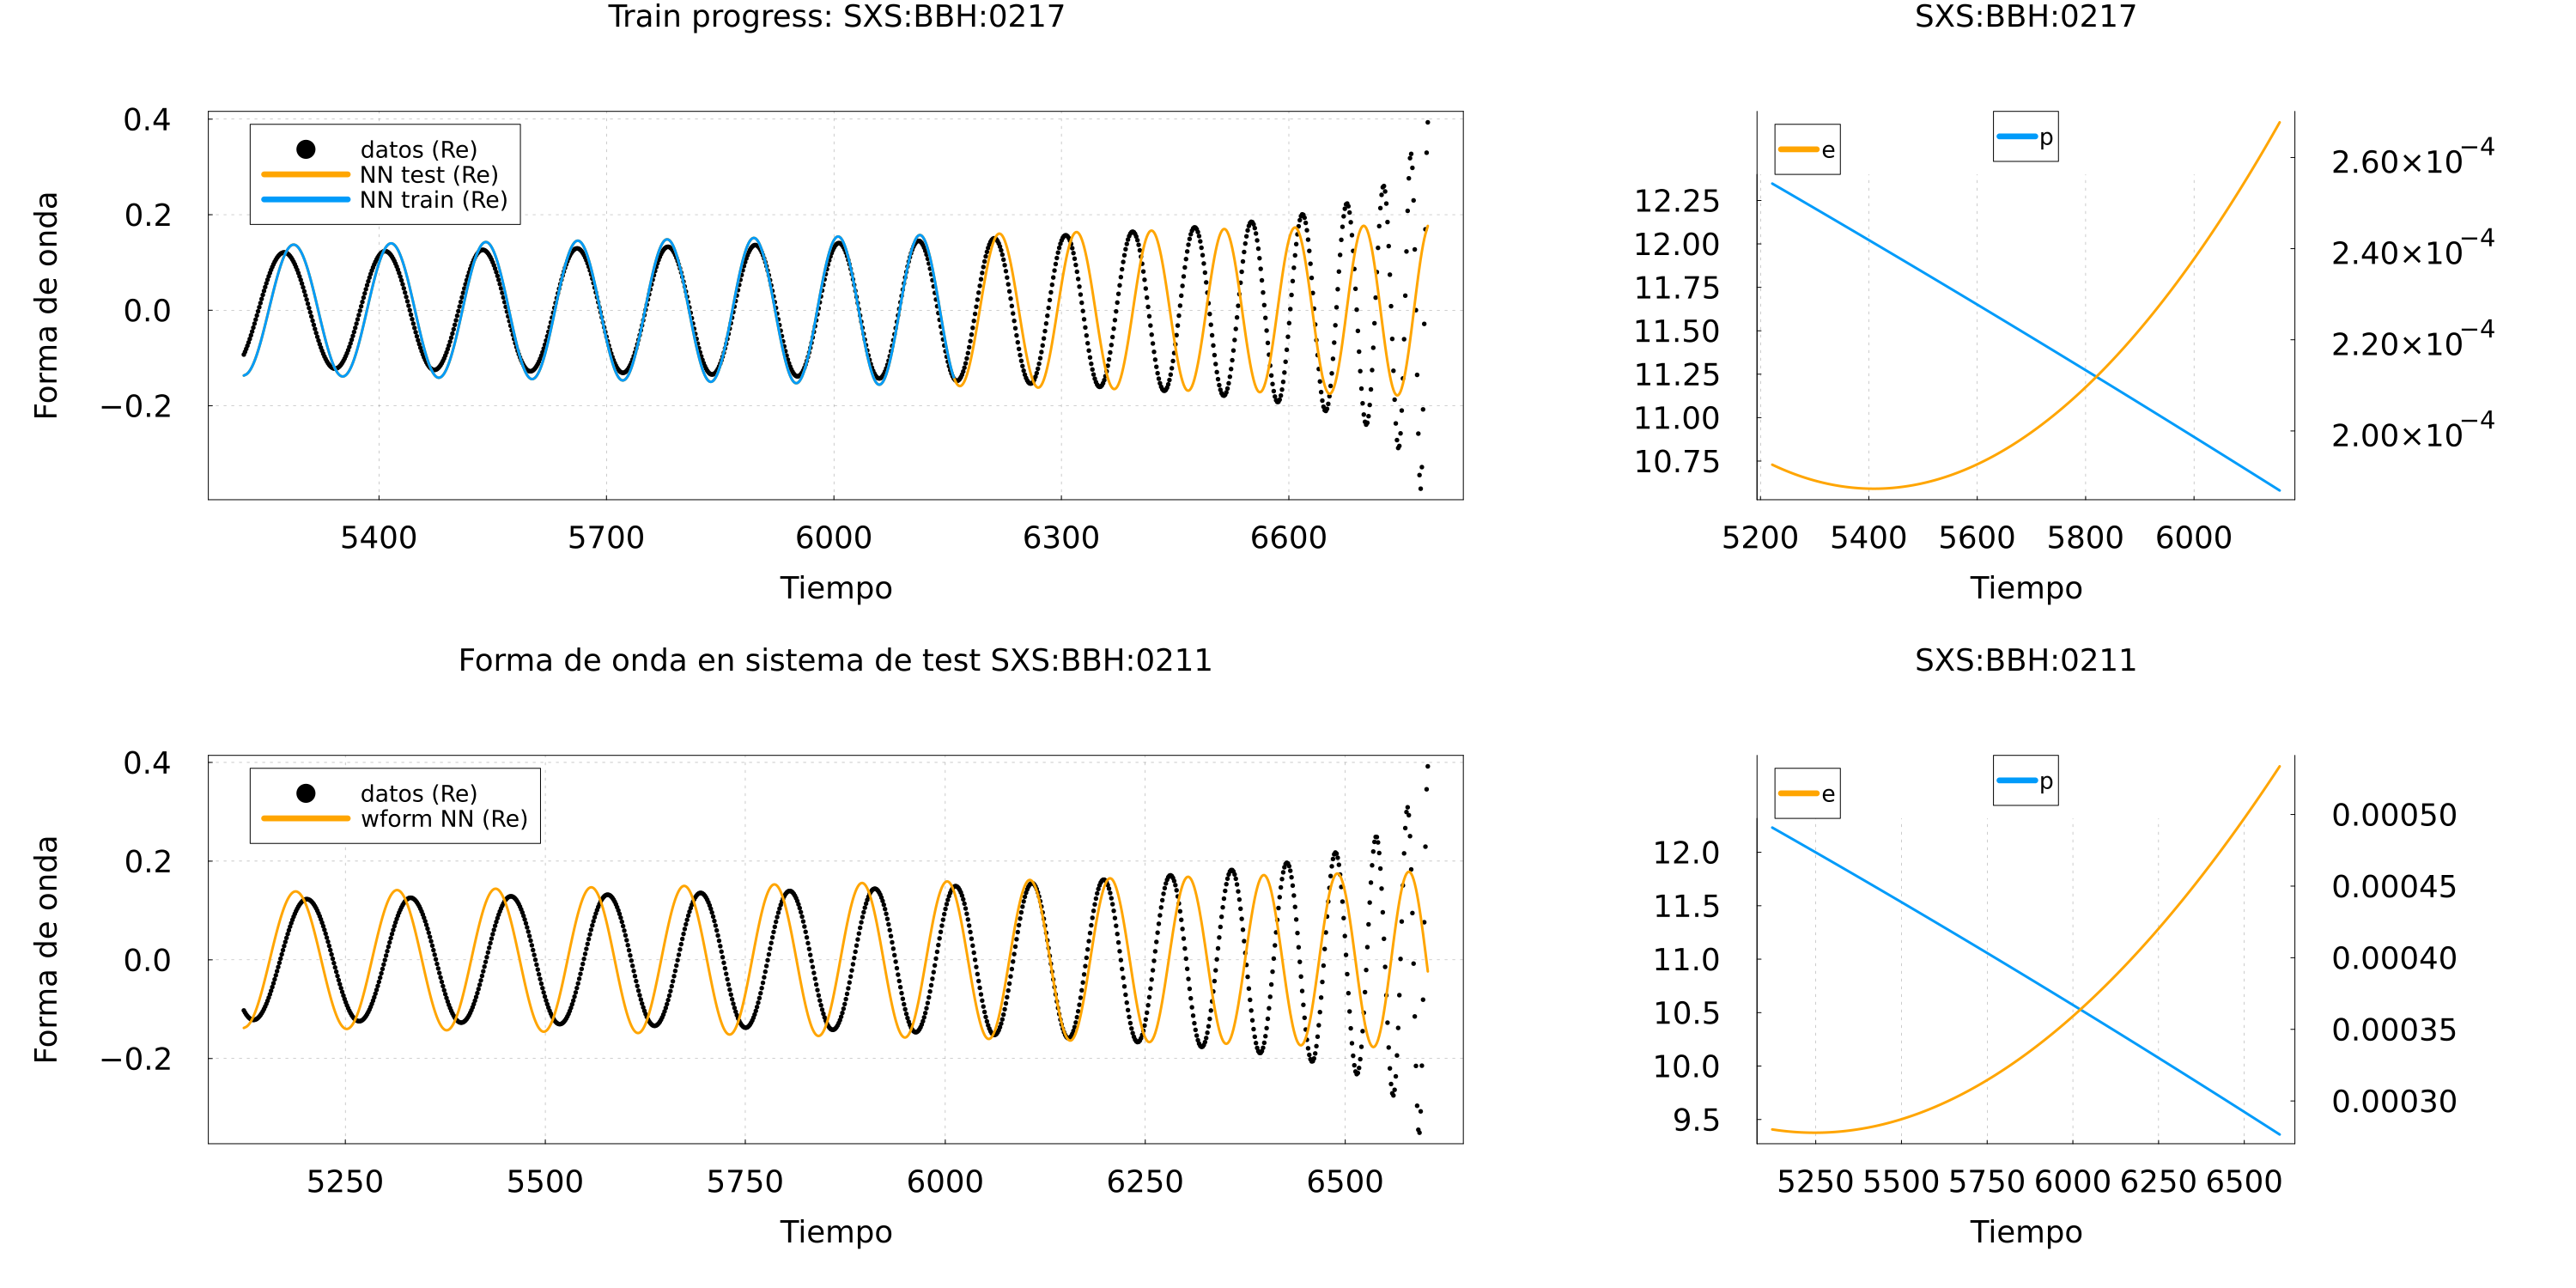 Train progress: SXS:BBH:0217
datos (Re)
NN test (Re)
NN train (Re)
Forma de onda
0.4
0.2
0.0
−0.2
5400 5700 6000 6300 6600
Tiempo
SXS:BBH:0217
e
p
12.25
12.00
11.75
11.50
11.25
11.00
10.75
2.60×10⁻⁴
2.40×10⁻⁴
2.20×10⁻⁴
2.00×10⁻⁴
5200 5400 5600 5800 6000
Tiempo
Forma de onda en sistema de test SXS:BBH:0211
datos (Re)
wform NN (Re)
Forma de onda
0.4
0.2
0.0
−0.2
5250 5500 5750 6000 6250 6500
Tiempo
SXS:BBH:0211
e
p
12.0
11.5
11.0
10.5
10.0
9.5
0.00050
0.00045
0.00040
0.00035
0.00030
5250 5500 5750 6000 6250 6500
Tiempo